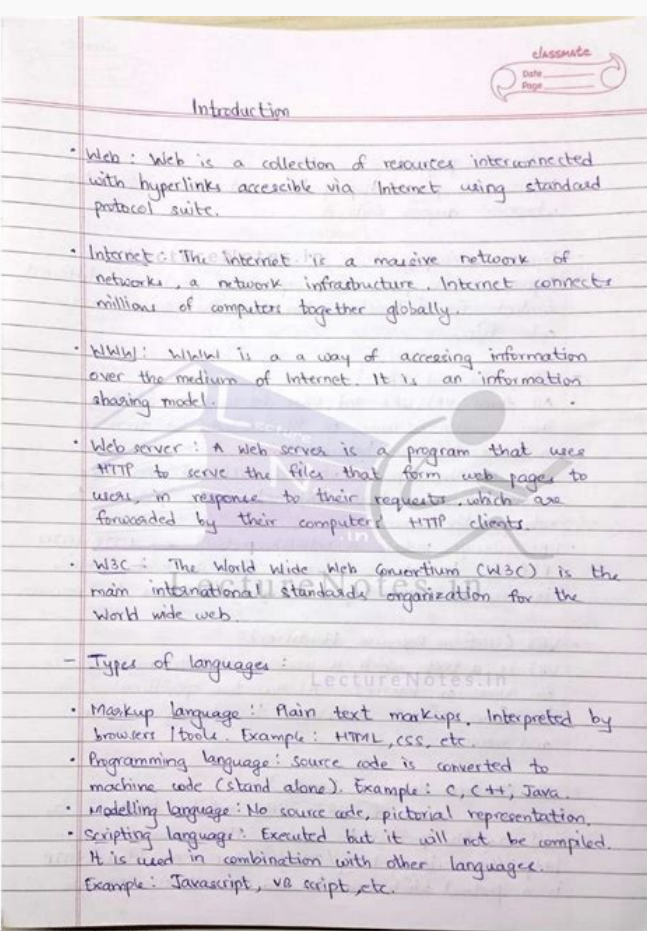 classmate
Date
Page
Introduction
• Web : Web is a collection of resources interconnected
with hyperlinks accescible via Internet using standard
protocol suite.
• Internet : The internet is a massive network of
networks, a network infrastructure. Internet connects
millions of computers together globally.
• WWW : WWW is a a way of accessing information
over the medium of Internet. It is an information
sharing model.
• Web server : A web server is a program that uses
HTTP to serve the files that form web pages to
users, in response to their requests, which are
forwarded by their computers' HTTP clients.
• W3C : The World Wide Web Consortium (W3C) is the
main international standards organization for the
World wide web.
– Types of languages :
LectureNotes.in
• Markup language : Plain text markups. Interpreted by
browsers / tools. Example : HTML, CSS, etc.
• Programming language : source code is converted to
machine code (stand alone). Example : C, C++, Java.
• Modelling language : No source code, pictorial representation.
• Scripting language : Executed but it will not be compiled.
It is used in combination with other languages.
Example : Javascript, VB script, etc.